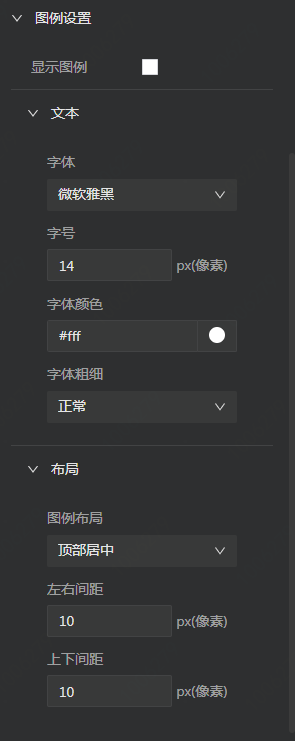 图例设置
显示图例
文本
字体
微软雅黑
字号
14 px(像素)
字体颜色
#fff
字体粗细
正常
布局
图例布局
顶部居中
左右间距
10 px(像素)
上下间距
10 px(像素)